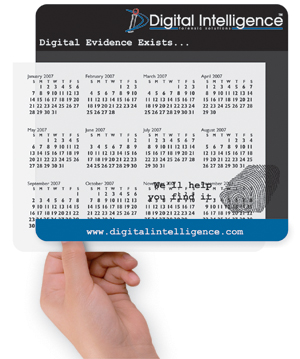 Digital Intelligence™
forensic solutions
Digital Evidence Exists...
January 2007
S M T W T F S
1 2 3 4 5 6
7 8 9 10 11 12 13
14 15 16 17 18 19 20
21 22 23 24 25 26 27
28 29 30 31
February 2007
S M T W T F S
1 2 3
4 5 6 7 8 9 10
11 12 13 14 15 16 17
18 19 20 21 22 23 24
25 26 27 28
March 2007
S M T W T F S
1 2 3
4 5 6 7 8 9 10
11 12 13 14 15 16 17
18 19 20 21 22 23 24
25 26 27 28 29 30 31
April 2007
S M T W T F S
1 2 3 4 5 6 7
8 9 10 11 12 13 14
15 16 17 18 19 20 21
22 23 24 25 26 27 28
29 30
May 2007
S M T W T F S
1 2 3 4 5
6 7 8 9 10 11 12
13 14 15 16 17 18 19
20 21 22 23 24 25 26
27 28 29 30 31
June 2007
S M T W T F S
1 2
3 4 5 6 7 8 9
10 11 12 13 14 15 16
17 18 19 20 21 22 23
24 25 26 27 28 29 30
July 2007
S M T W T F S
1 2 3 4 5 6 7
8 9 10 11 12 13 14
15 16 17 18 19 20 21
22 23 24 25 26 27 28
29 30 31
August 2007
S M T W T F S
1 2 3 4
5 6 7 8 9 10 11
12 13 14 15 16 17 18
19 20 21 22 23 24 25
26 27 28 29 30 31
September 2007
S M T W T F S
1
2 3 4 5 6 7 8
9 10 11 12 13 14 15
16 17 18 19 20 21 22
23 24 25 26 27 28 29
30
October 2007
S M T W T F S
1 2 3 4 5 6
7 8 9 10 11 12 13
14 15 16 17 18 19 20
21 22 23 24 25 26 27
28 29 30 31
We'll help
you find it
www.digitalintelligence.com